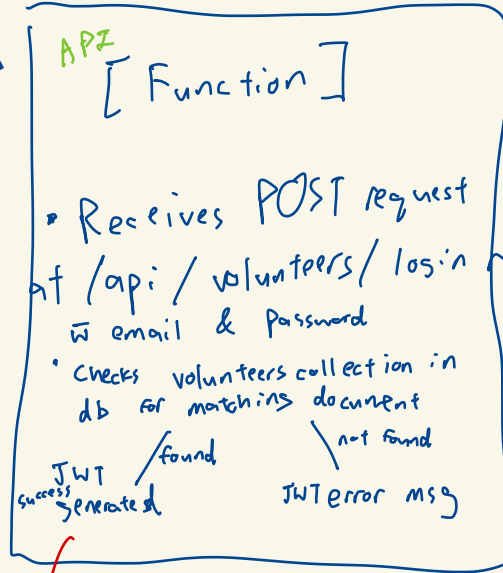 API
[Function]
• Receives POST request
at /api/volunteers/login
w̄ email & password
• Checks volunteers collection in
db for matching document
found
not found
JWT
success generated
JWT error msg